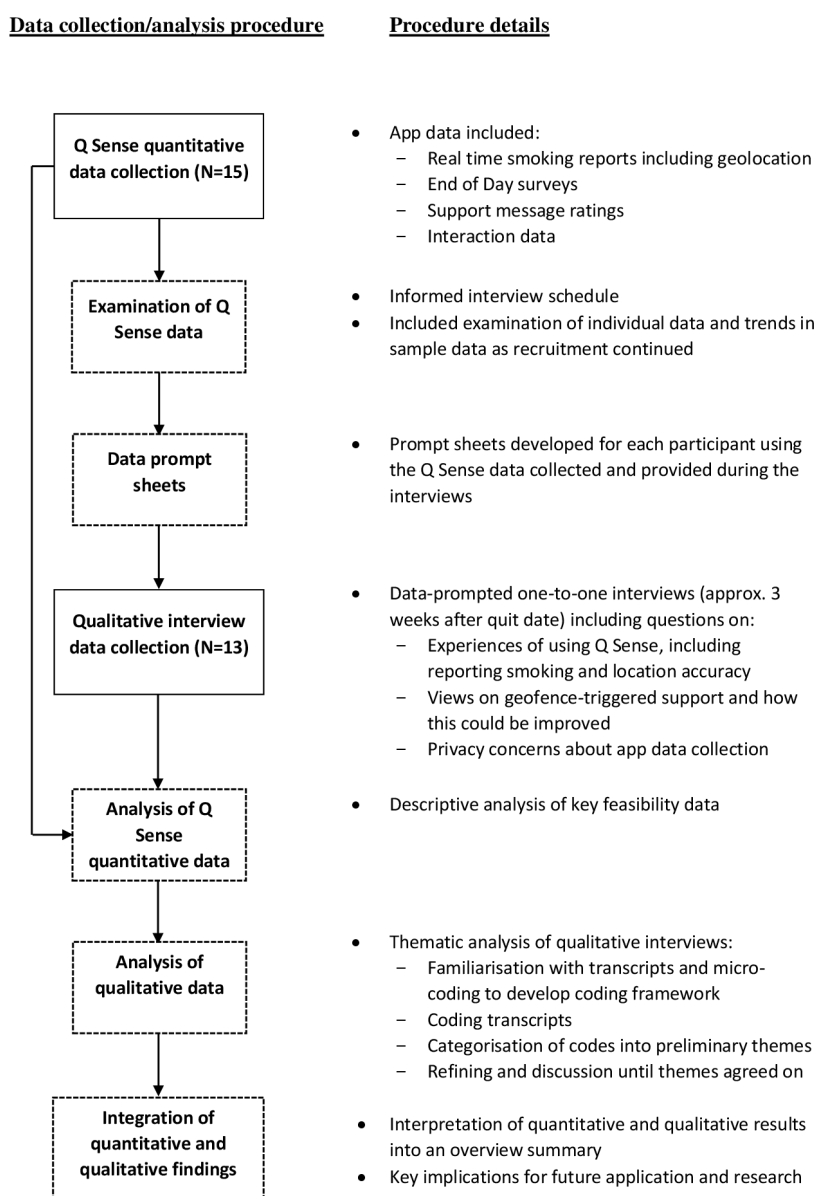 Data collection/analysis procedure
Procedure details
Q Sense quantitative
data collection (N=15)
• App data included:
– Real time smoking reports including geolocation
– End of Day surveys
– Support message ratings
– Interaction data
Examination of Q
Sense data
• Informed interview schedule
• Included examination of individual data and trends in
sample data as recruitment continued
Data prompt
sheets
• Prompt sheets developed for each participant using
the Q Sense data collected and provided during the
interviews
Qualitative interview
data collection (N=13)
• Data-prompted one-to-one interviews (approx. 3
weeks after quit date) including questions on:
– Experiences of using Q Sense, including
reporting smoking and location accuracy
– Views on geofence-triggered support and how
this could be improved
– Privacy concerns about app data collection
Analysis of Q
Sense
quantitative data
• Descriptive analysis of key feasibility data
Analysis of
qualitative data
• Thematic analysis of qualitative interviews:
– Familiarisation with transcripts and micro-
coding to develop coding framework
– Coding transcripts
– Categorisation of codes into preliminary themes
– Refining and discussion until themes agreed on
Integration of
quantitative and
qualitative findings
• Interpretation of quantitative and qualitative results
into an overview summary
• Key implications for future application and research